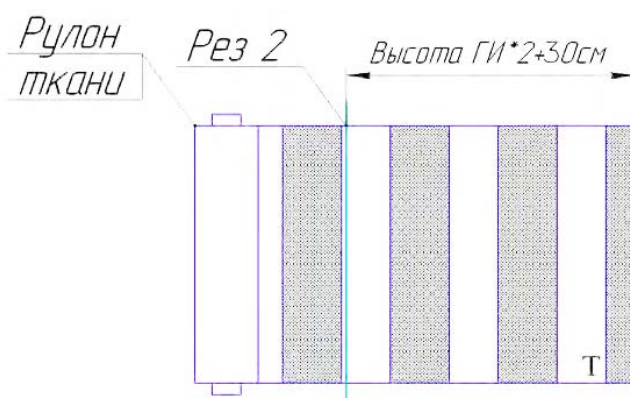 Рулон
ткани
Рез 2
Высота ГИ*2+30см
Т